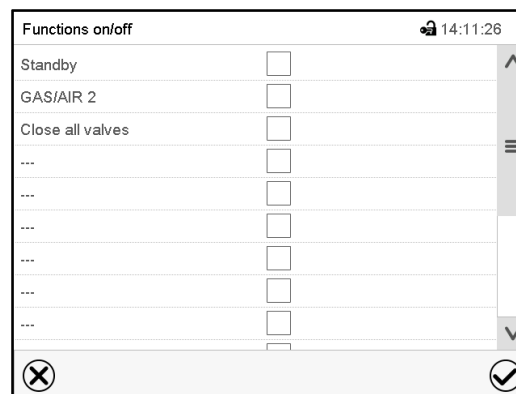 Functions on/off 14:11:26
Standby
GAS/AIR 2
Close all valves
---
---
---
---
---
---